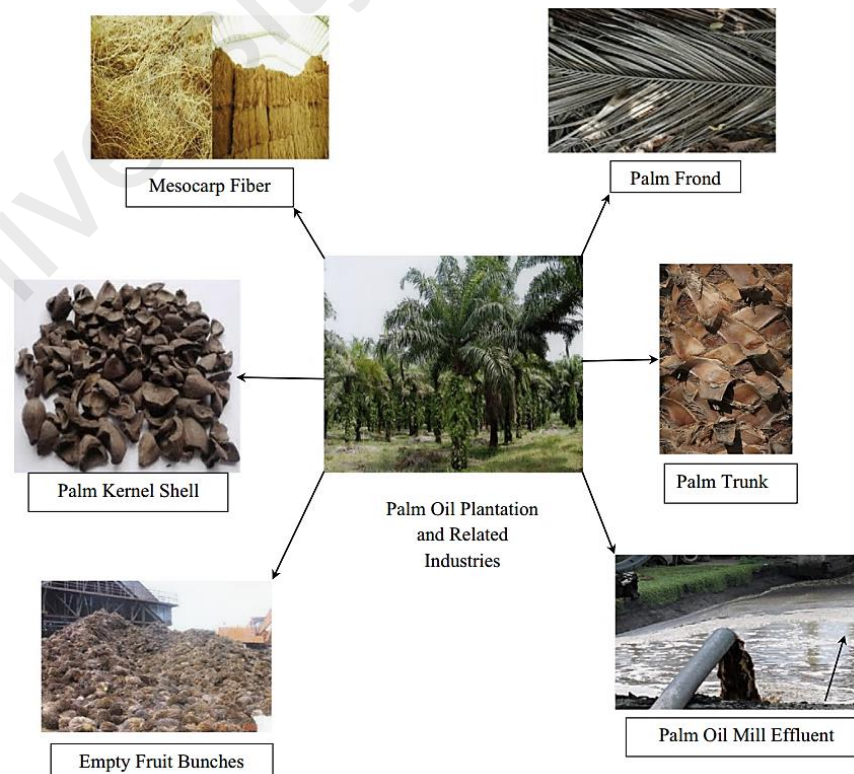 Mesocarp Fiber
Palm Frond
Palm Kernel Shell
Palm Trunk
Palm Oil Plantation
and Related
Industries
Empty Fruit Bunches
Palm Oil Mill Effluent